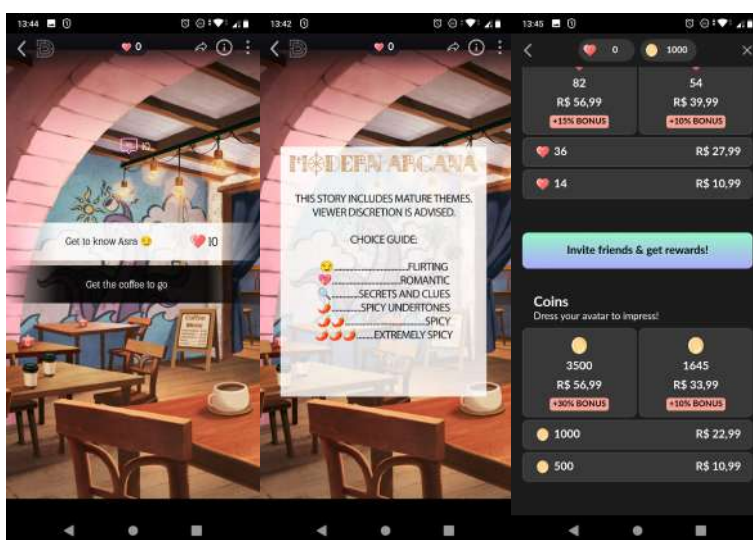 13:44
0
10
Get to know Asra 😏 10
Get the coffee to go
Coffee
Menu
13:42
0
MODERN ARCANA
THIS STORY INCLUDES MATURE THEMES.
VIEWER DISCRETION IS ADVISED.
CHOICE GUIDE:
😏...................FLIRTING
💖...................ROMANTIC
🔍........SECRETS AND CLUES
🌶️........SPICY UNDERTONES
🌶️🌶️........................SPICY
🌶️🌶️🌶️.......EXTREMELY SPICY
13:45
0 1000
82 54
R$ 56,99 R$ 39,99
+15% BONUS +10% BONUS
36 R$ 27,99
14 R$ 10,99
Invite friends & get rewards!
Coins
Dress your avatar to impress!
3500 1645
R$ 56,99 R$ 33,99
+30% BONUS +10% BONUS
1000 R$ 22,99
500 R$ 10,99